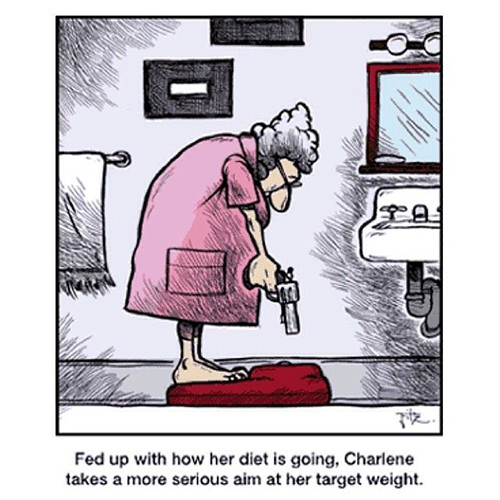 Fed up with how her diet is going, Charlene
takes a more serious aim at her target weight.